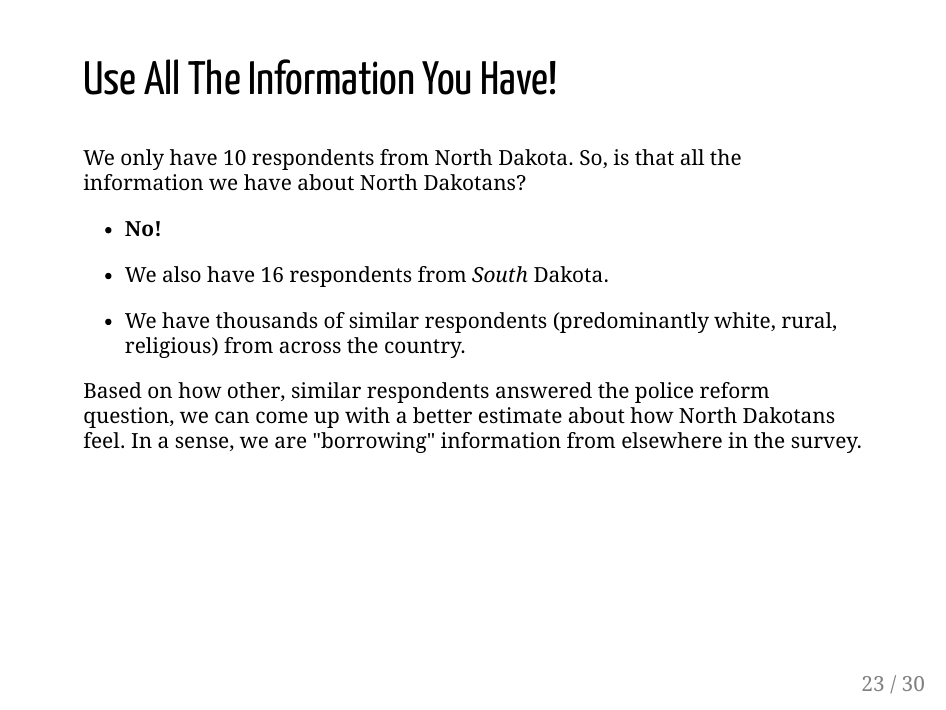 Use All The Information You Have!
We only have 10 respondents from North Dakota. So, is that all the
information we have about North Dakotans?
• No!
• We also have 16 respondents from South Dakota.
• We have thousands of similar respondents (predominantly white, rural,
religious) from across the country.
Based on how other, similar respondents answered the police reform
question, we can come up with a better estimate about how North Dakotans
feel. In a sense, we are "borrowing" information from elsewhere in the survey.
23 / 30